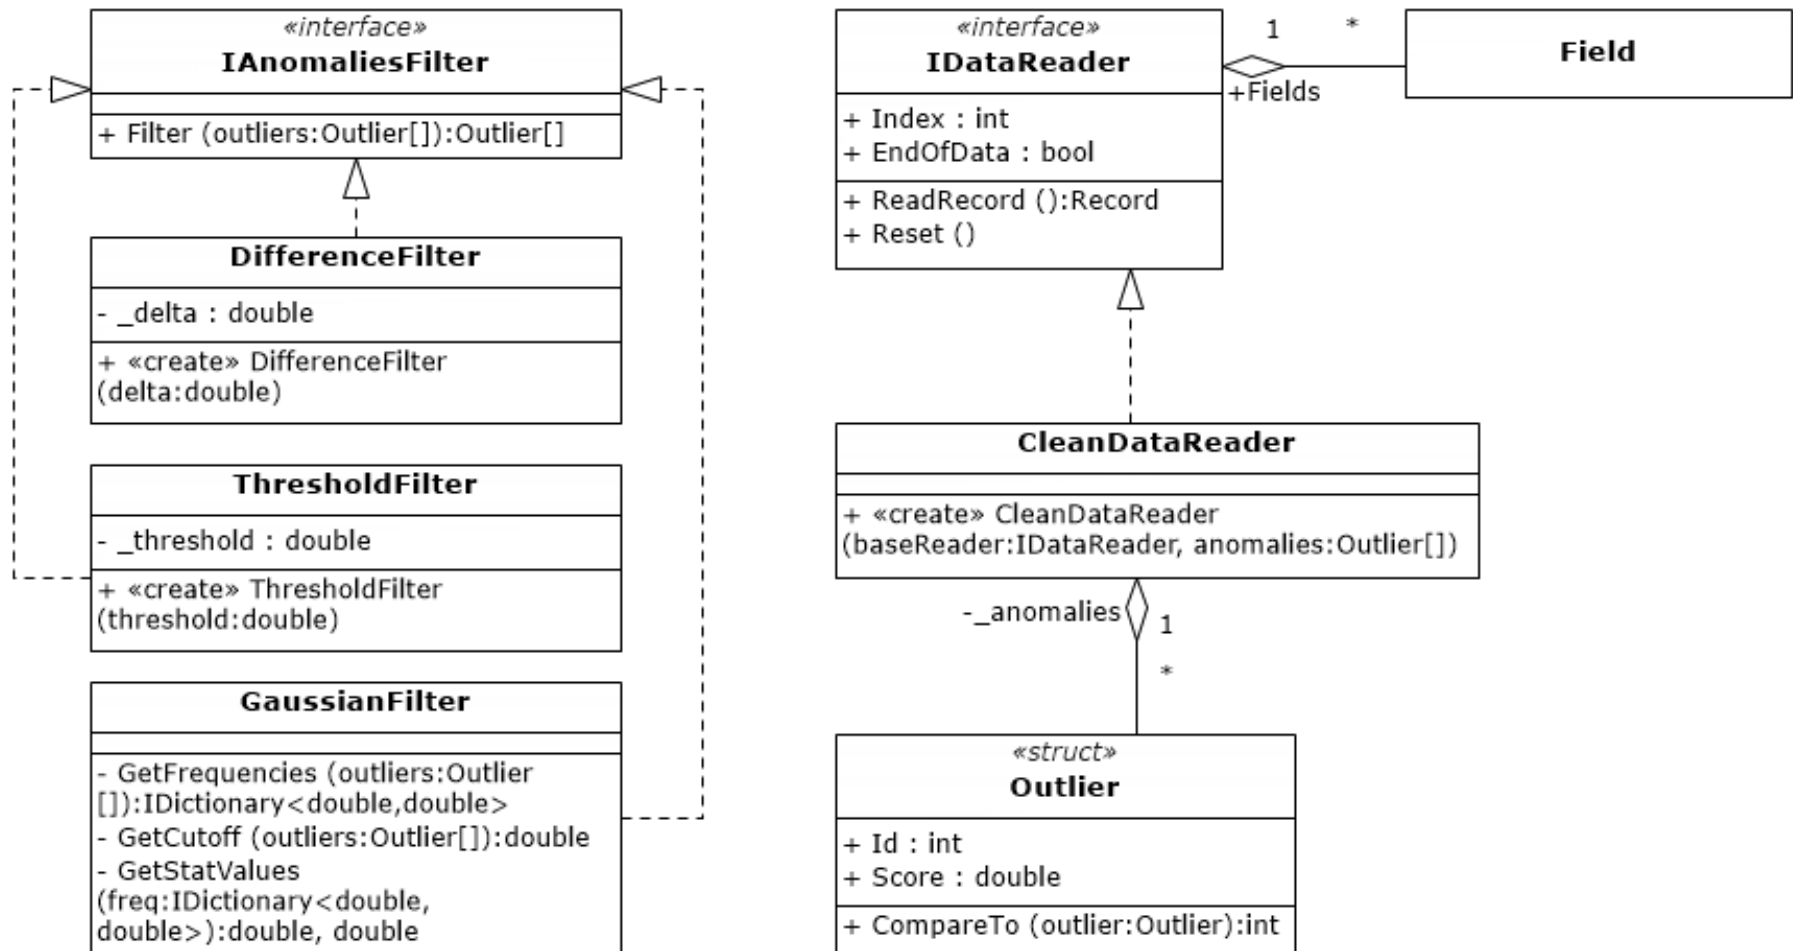 «interface»
IAnomaliesFilter
+ Filter (outliers:Outlier[]):Outlier[]
DifferenceFilter
- _delta : double
+ «create» DifferenceFilter
(delta:double)
ThresholdFilter
- _threshold : double
+ «create» ThresholdFilter
(threshold:double)
GaussianFilter
- GetFrequencies (outliers:Outlier
[]):IDictionary<double,double>
- GetCutoff (outliers:Outlier[]):double
- GetStatValues
(freq:IDictionary<double,
double>):double, double
«interface»
IDataReader
+ Index : int
+ EndOfData : bool
+ ReadRecord ():Record
+ Reset ()
1
*
+Fields
Field
CleanDataReader
+ «create» CleanDataReader
(baseReader:IDataReader, anomalies:Outlier[])
-_anomalies
1
*
«struct»
Outlier
+ Id : int
+ Score : double
+ CompareTo (outlier:Outlier):int